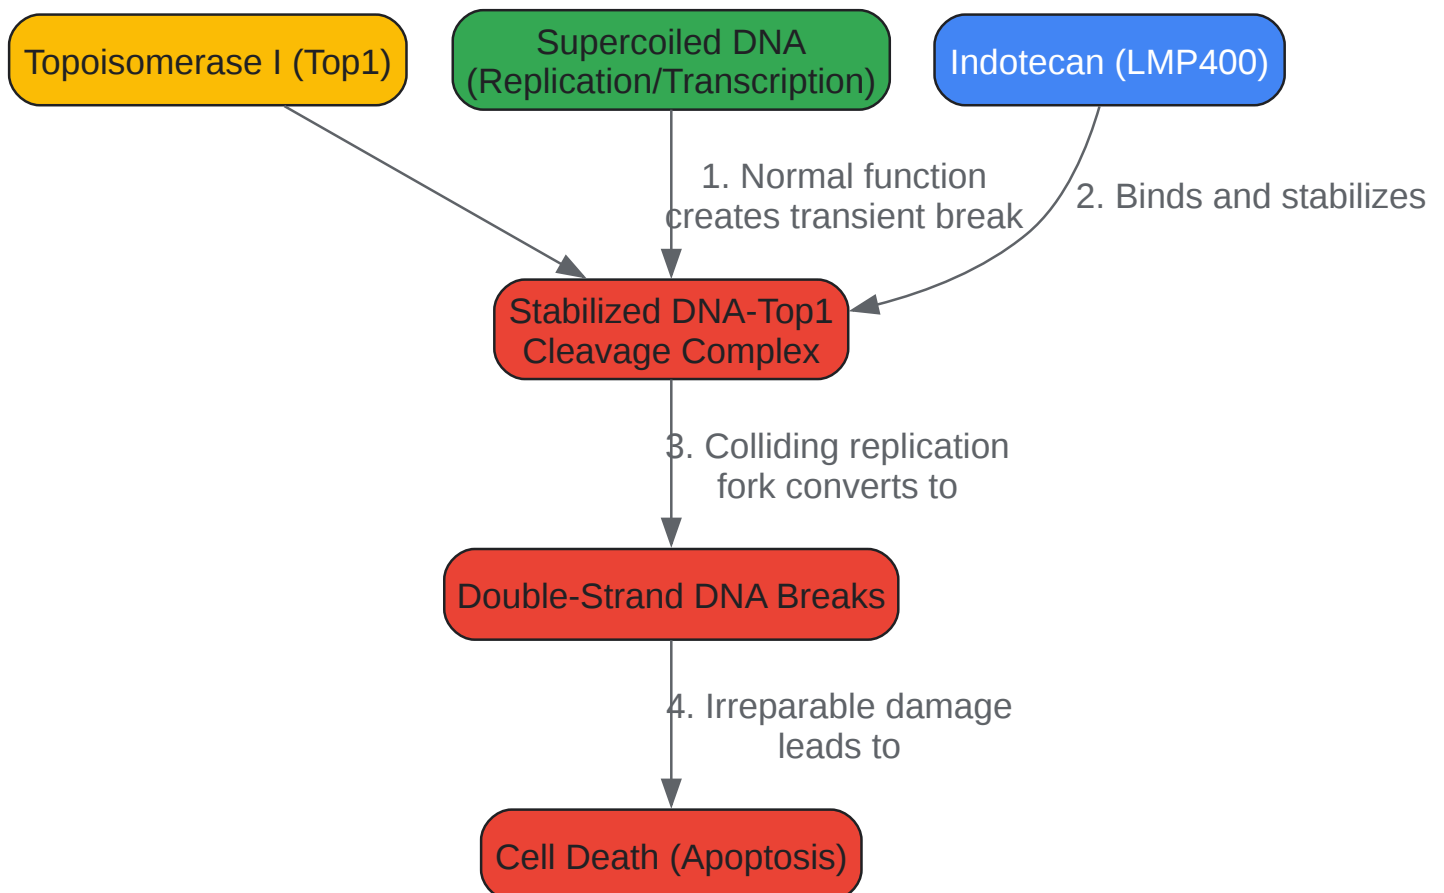 Topoisomerase I (Top1)
Supercoiled DNA
(Replication/Transcription)
Indotecan (LMP400)
1. Normal function
creates transient break
2. Binds and stabilizes
Stabilized DNA-Top1
Cleavage Complex
3. Colliding replication
fork converts to
Double-Strand DNA Breaks
4. Irreparable damage
leads to
Cell Death (Apoptosis)